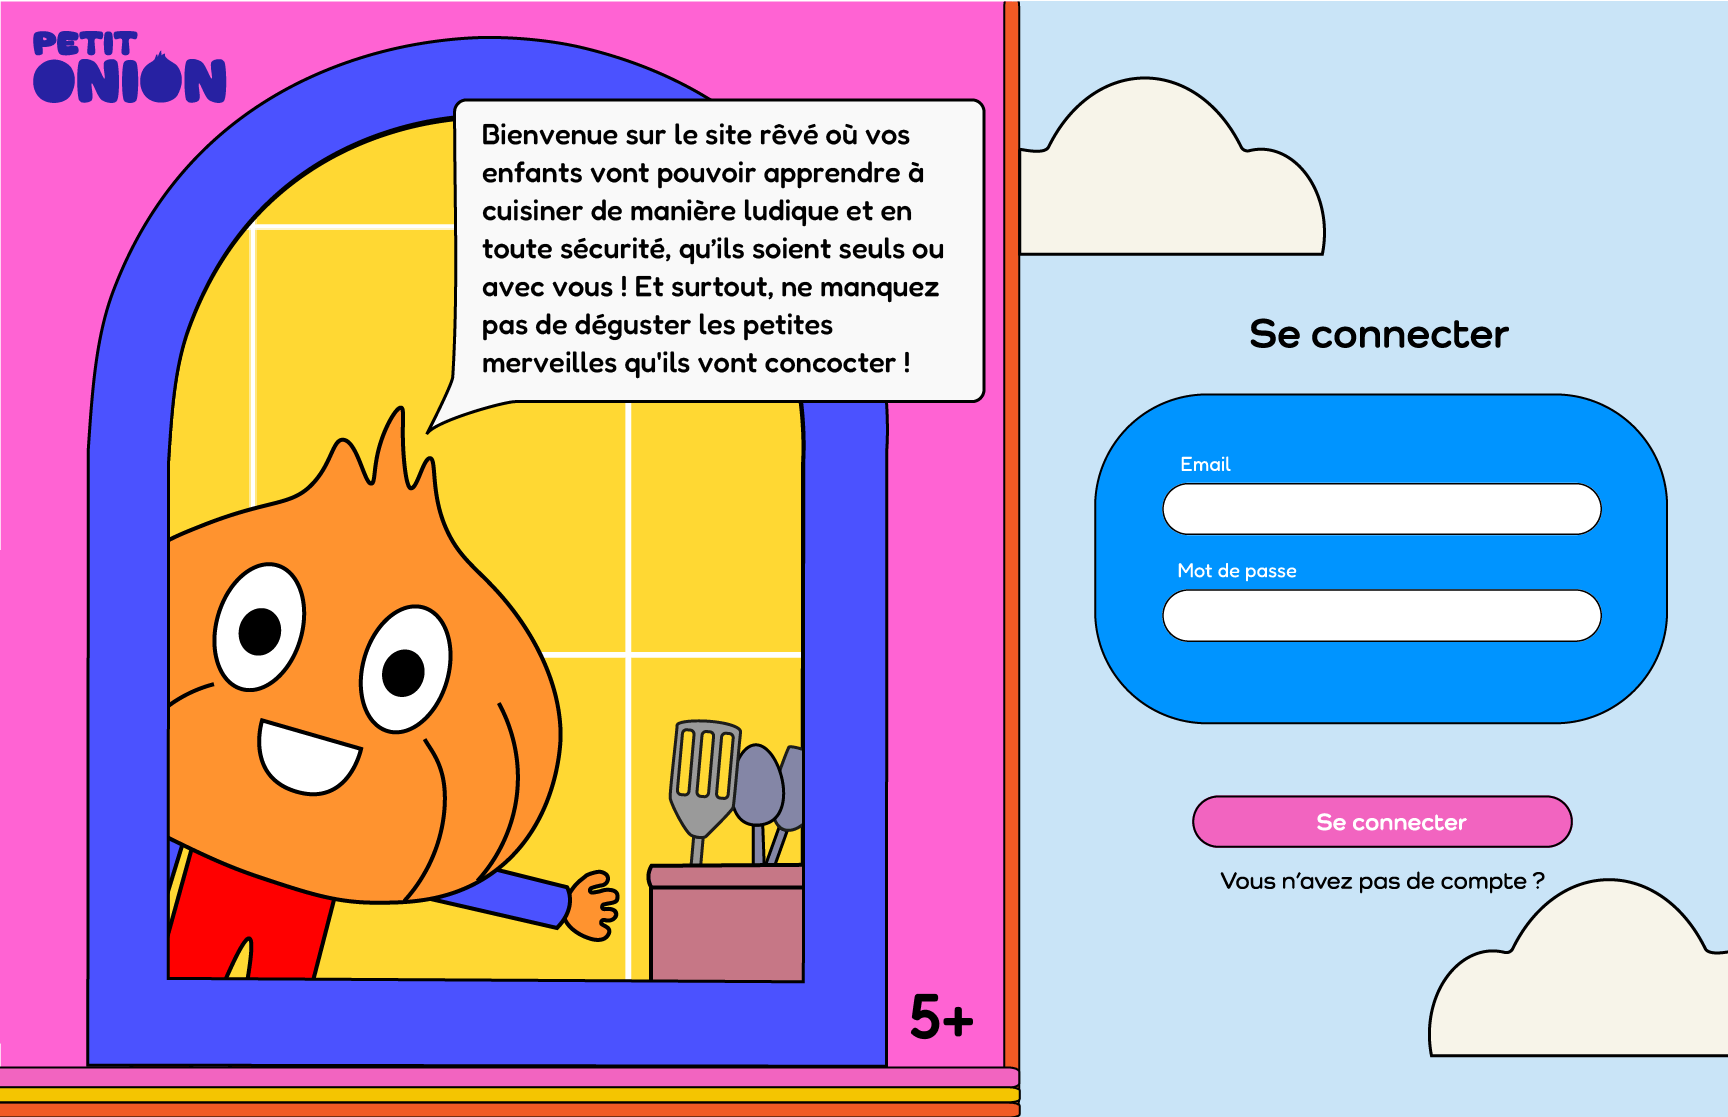 PETIT
ONION
Bienvenue sur le site rêvé où vos
enfants vont pouvoir apprendre à
cuisiner de manière ludique et en
toute sécurité, qu’ils soient seuls ou
avec vous ! Et surtout, ne manquez
pas de déguster les petites
merveilles qu'ils vont concocter !
5+
Se connecter
Email
Mot de passe
Se connecter
Vous n’avez pas de compte ?